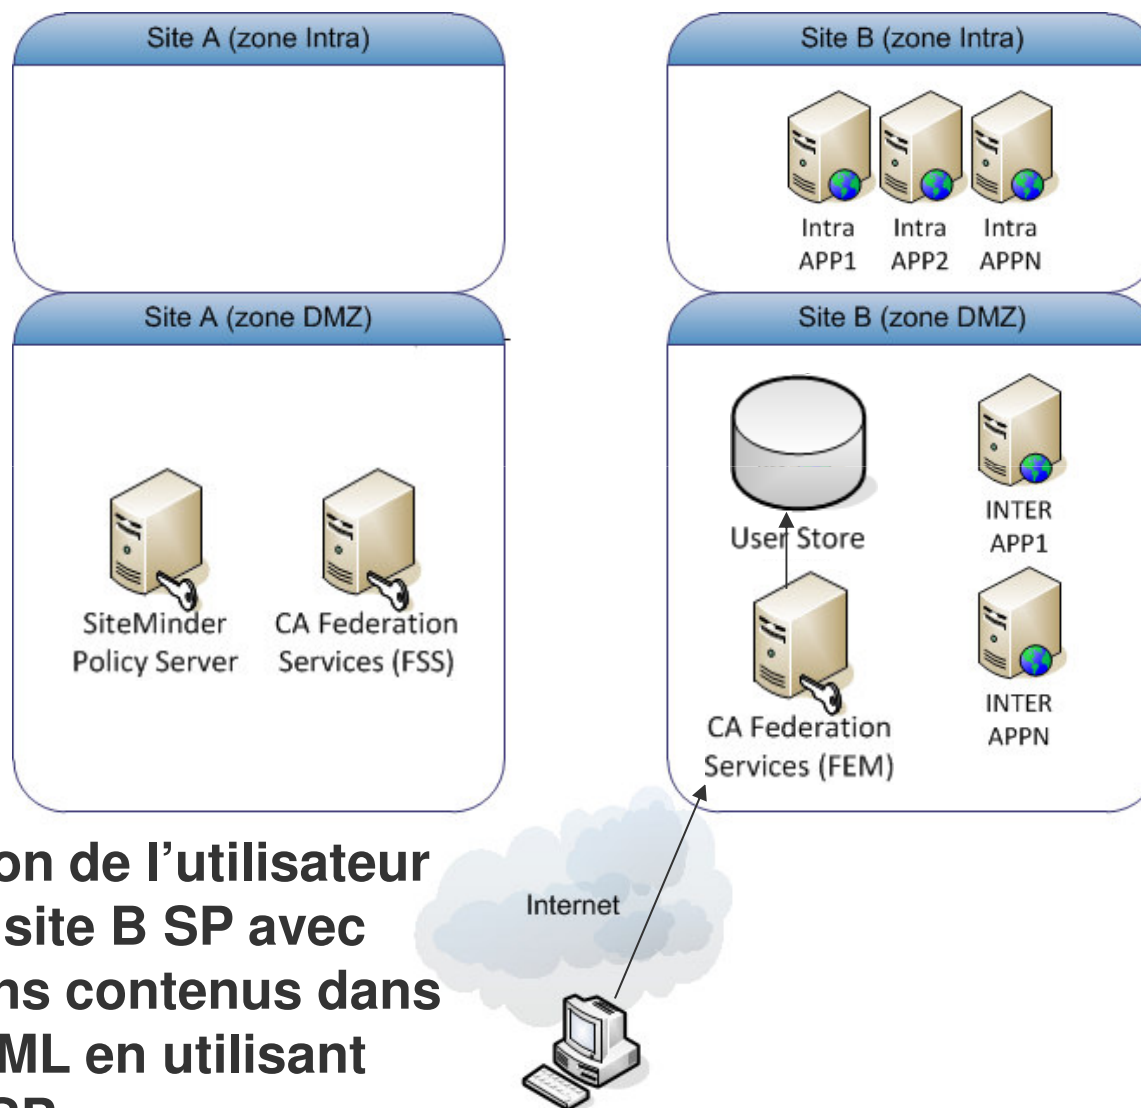 Site A (zone Intra)
Site B (zone Intra)
Intra APP1
Intra APP2
Intra APPN
Site A (zone DMZ)
Site B (zone DMZ)
SiteMinder
Policy Server
CA Federation
Services (FSS)
User Store
INTER
APP1
CA Federation
Services (FEM)
INTER
APPN
Internet
on de l’utilisateur
site B SP avec
ns contenus dans
ML en utilisant